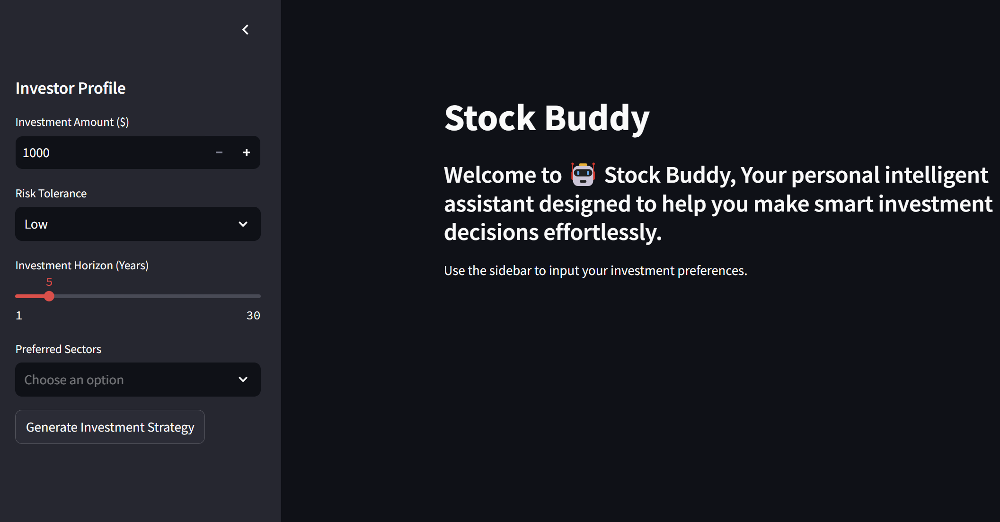 Investor Profile
Investment Amount ($)
1000
Risk Tolerance
Low
Investment Horizon (Years)
5
1 30
Preferred Sectors
Choose an option
Generate Investment Strategy
Stock Buddy
Welcome to 🤖 Stock Buddy, Your personal intelligent
assistant designed to help you make smart investment
decisions effortlessly.
Use the sidebar to input your investment preferences.